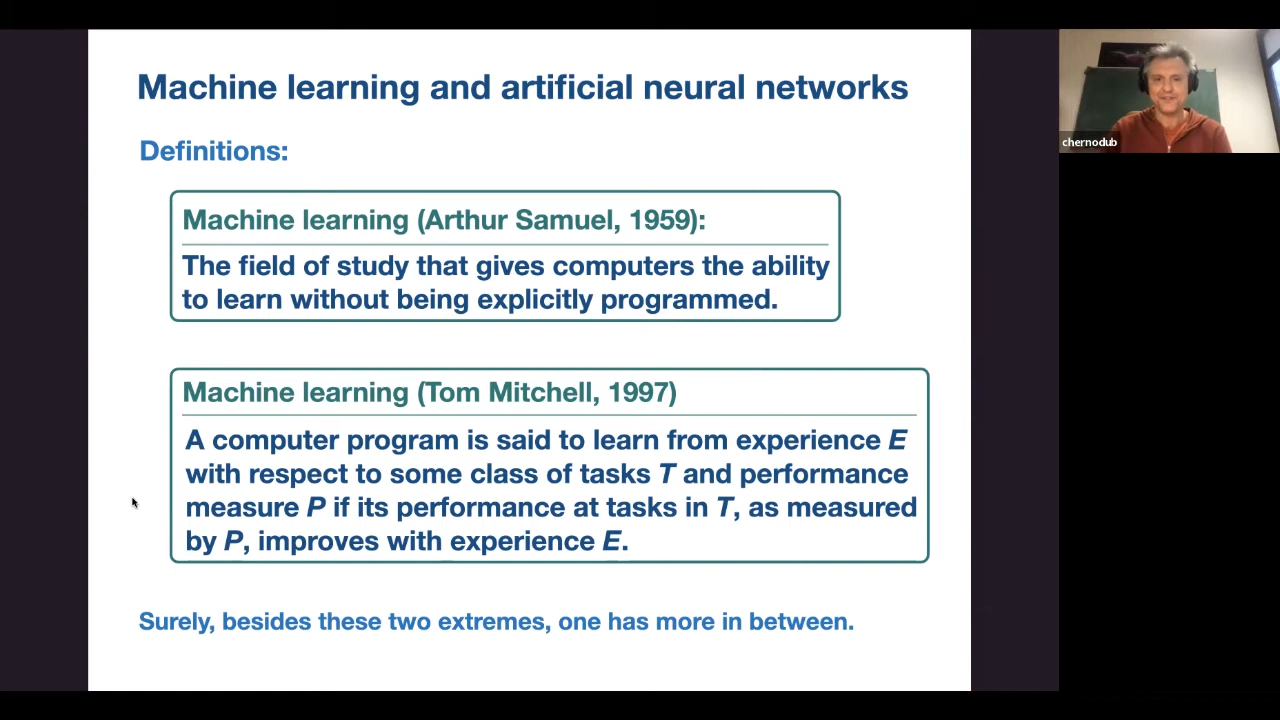 Machine learning and artificial neural networks
Definitions:
Machine learning (Arthur Samuel, 1959):
The field of study that gives computers the ability
to learn without being explicitly programmed.
Machine learning (Tom Mitchell, 1997)
A computer program is said to learn from experience E
with respect to some class of tasks T and performance
measure P if its performance at tasks in T, as measured
by P, improves with experience E.
Surely, besides these two extremes, one has more in between.
chernodub